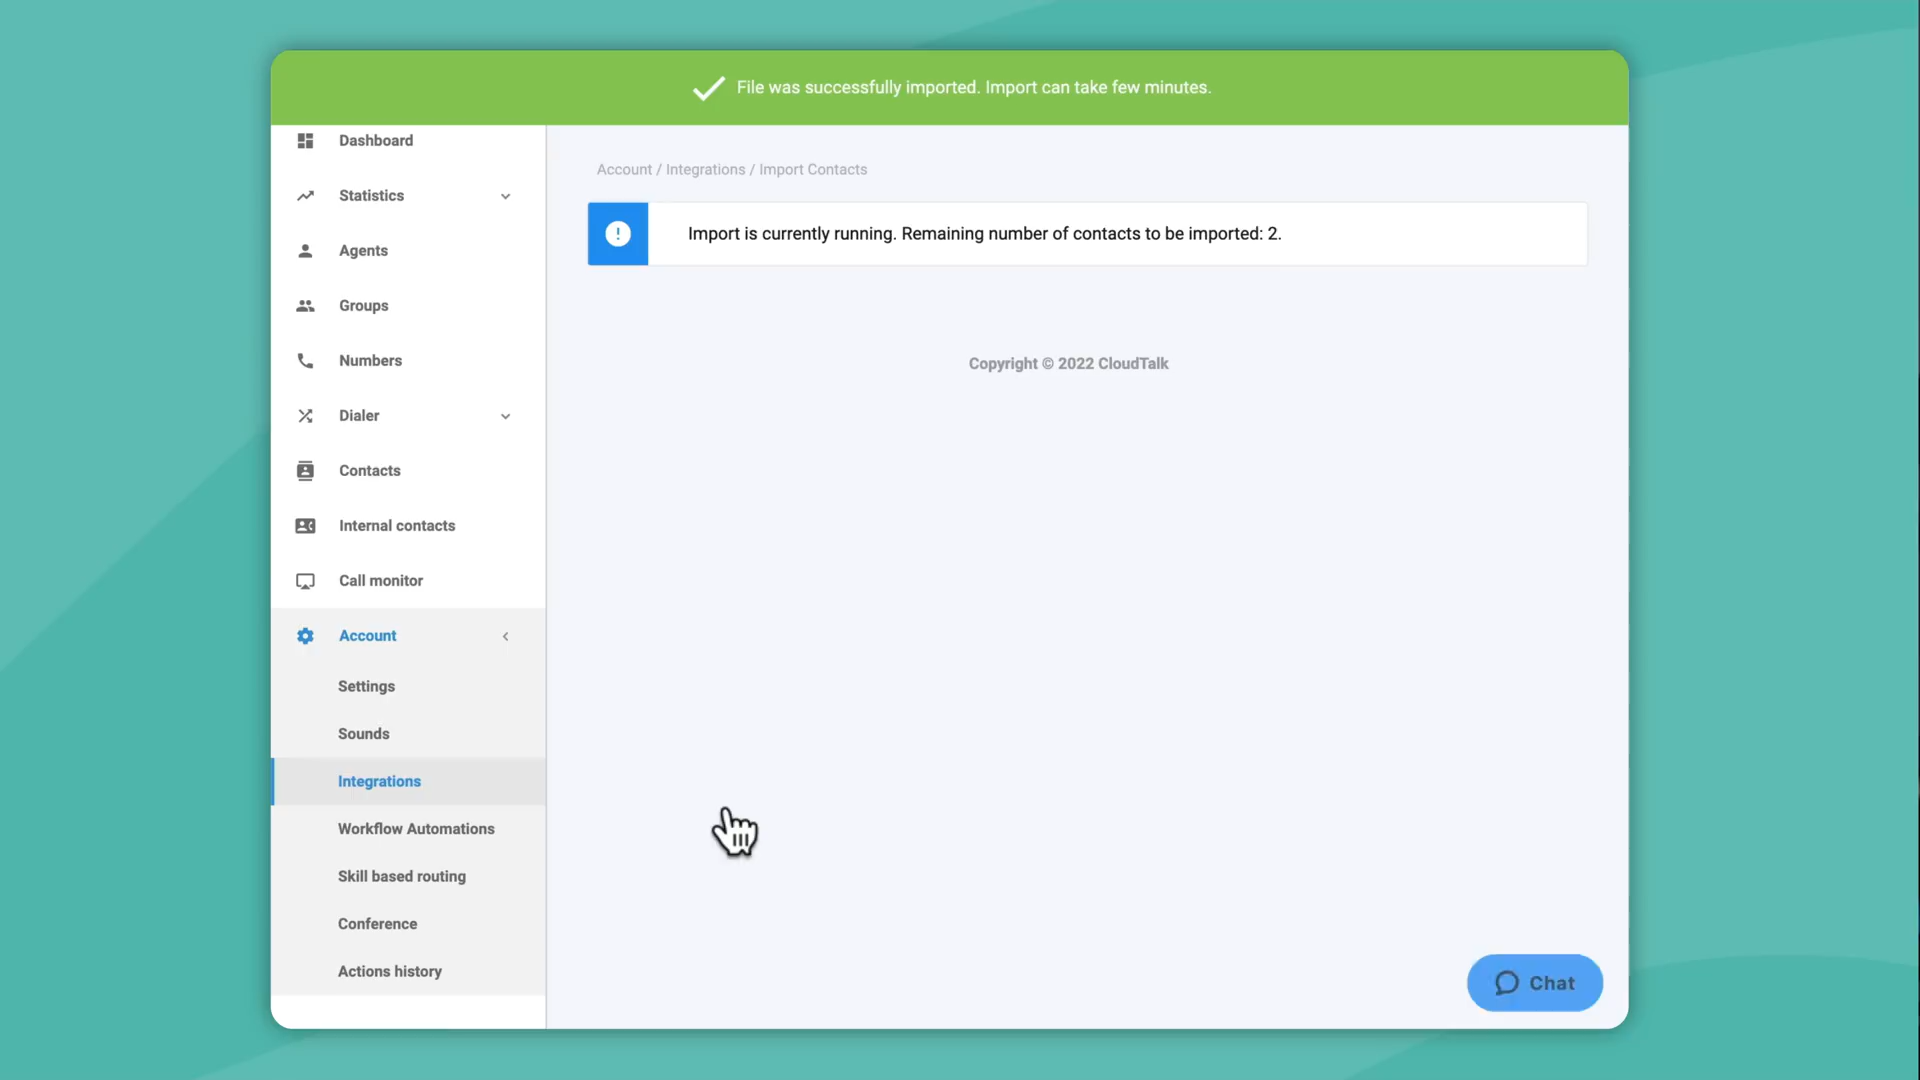 File was successfully imported. Import can take few minutes.
Dashboard
Statistics
Agents
Groups
Numbers
Dialer
Contacts
Internal contacts
Call monitor
Account
Settings
Sounds
Integrations
Workflow Automations
Skill based routing
Conference
Actions history
Account / Integrations / Import Contacts
Import is currently running. Remaining number of contacts to be imported: 2.
Copyright © 2022 CloudTalk
Chat